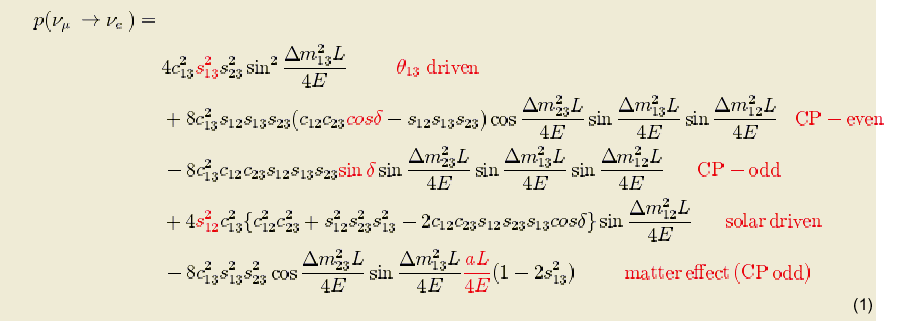 p(ν_μ → ν_e) =
4c²₁₃s²₁₃s²₂₃ sin² Δm²₁₃L/4E θ₁₃ driven
+ 8c²₁₃s₁₂s₁₃s₂₃(c₁₂c₂₃cosδ − s₁₂s₁₃s₂₃) cos Δm²₂₃L/4E sin Δm²₁₃L/4E sin Δm²₁₂L/4E CP − even
− 8c²₁₃c₁₂c₂₃s₁₂s₁₃s₂₃ sin δ sin Δm²₂₃L/4E sin Δm²₁₃L/4E sin Δm²₁₂L/4E CP − odd
+ 4s²₁₂c²₁₃{c²₁₂c²₂₃ + s²₁₂s²₂₃s²₁₃ − 2c₁₂c₂₃s₁₂s₂₃s₁₃cosδ} sin Δm²₁₂L/4E solar driven
− 8c²₁₃s²₁₃s²₂₃ cos Δm²₂₃L/4E sin Δm²₁₃L/4E aL/4E (1 − 2s²₁₃) matter effect (CP odd)
(1)